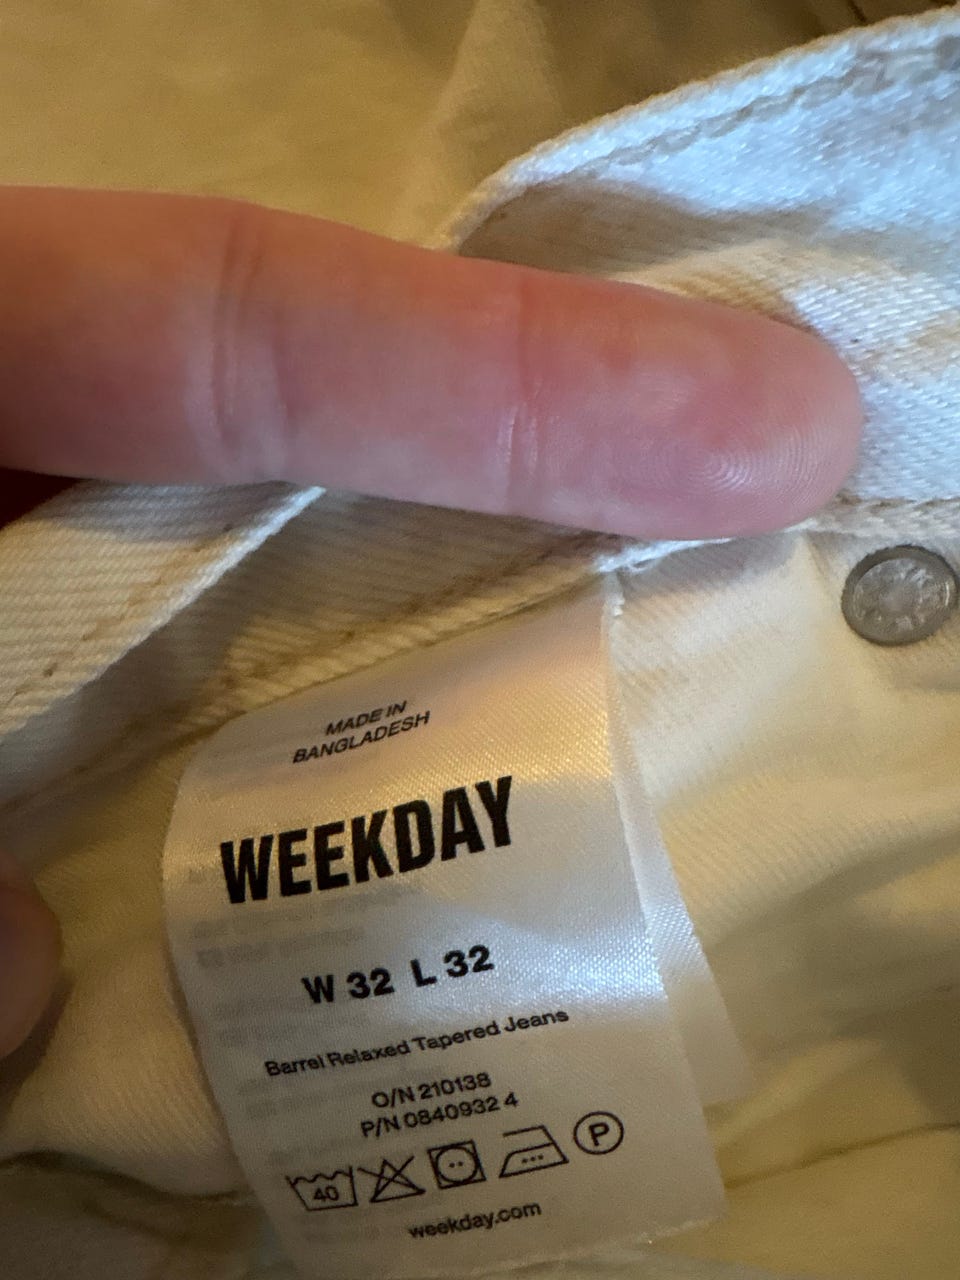 MADE IN
BANGLADESH
WEEKDAY
W 32 L 32
Barrel Relaxed Tapered Jeans
O/N 210138
P/N 0840932 4
40 P
weekday.com